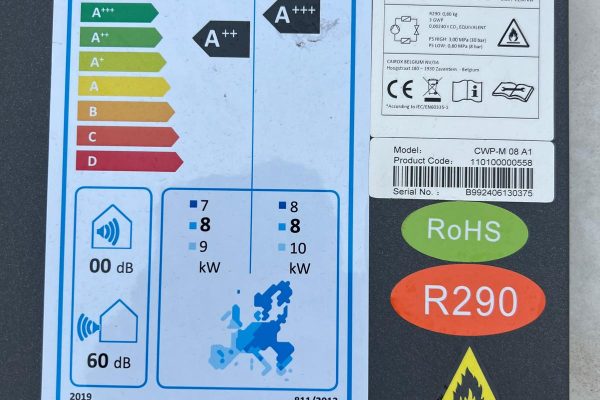 A+++
A++
A+
A
B
C
D
A++
A+++
00 dB
60 dB
7
8
9
kW
8
8
10
kW
2019
811/2013
R290 0,80 kg
3 GWP
0,00240 t CO₂ EQUIVALENT
PS HIGH: 3,00 MPa (30 bar)
PS LOW: 0,80 MPa (8 bar)
CAIROX BELGIUM NV/SA
Hoogstraat 180 – 1930 Zaventem - Belgium
CE
*According to IEC/EN60335-1
Model: CWP-M 08 A1
Product Code: 110100000558
Serial No.: B992406130375
RoHS
R290